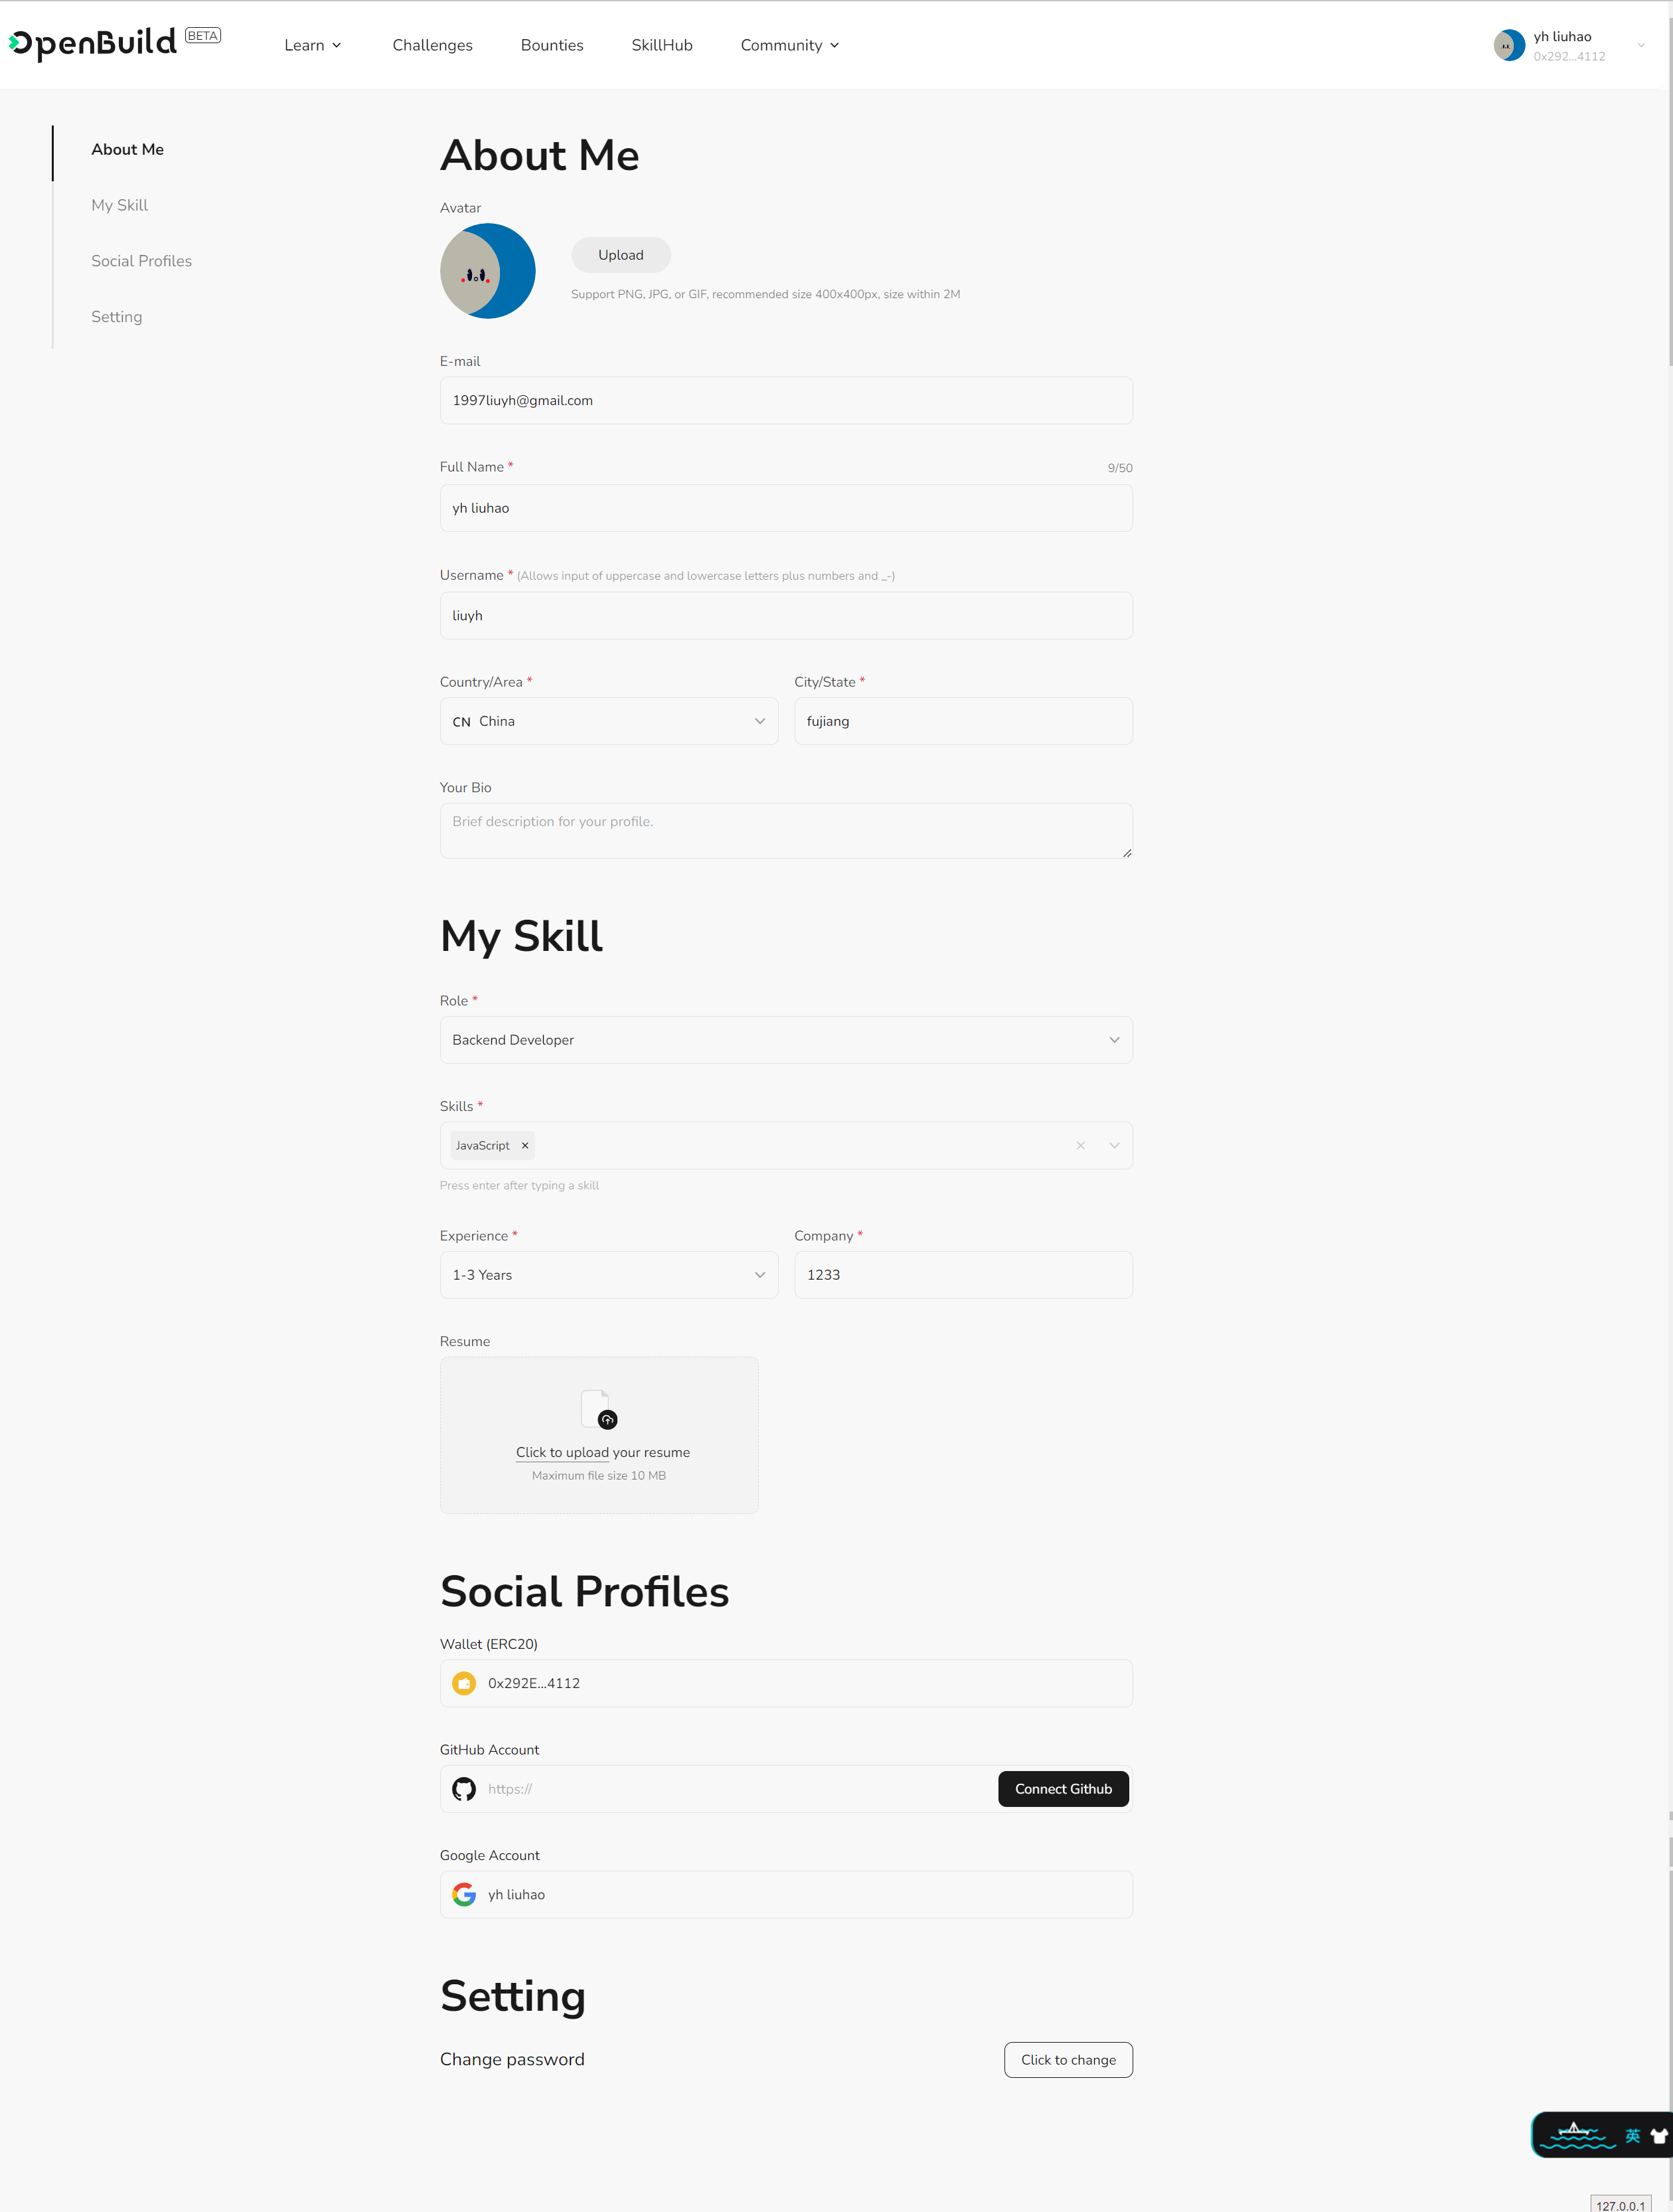 OpenBuild BETA
Learn
Challenges
Bounties
SkillHub
Community
yh liuhao
0x292...4112
About Me
My Skill
Social Profiles
Setting
About Me
Avatar
Upload
Support PNG, JPG, or GIF, recommended size 400x400px, size within 2M
E-mail
1997liuyh@gmail.com
Full Name * 9/50
yh liuhao
Username * (Allows input of uppercase and lowercase letters plus numbers and _-)
liuyh
Country/Area * City/State *
CN China fujiang
Your Bio
Brief description for your profile.
My Skill
Role *
Backend Developer
Skills *
JavaScript ×
Press enter after typing a skill
Experience * Company *
1-3 Years 1233
Resume
Click to upload your resume
Maximum file size 10 MB
Social Profiles
Wallet (ERC20)
0x292E...4112
GitHub Account
https:// Connect Github
Google Account
yh liuhao
Setting
Change password Click to change
英
127.0.0.1